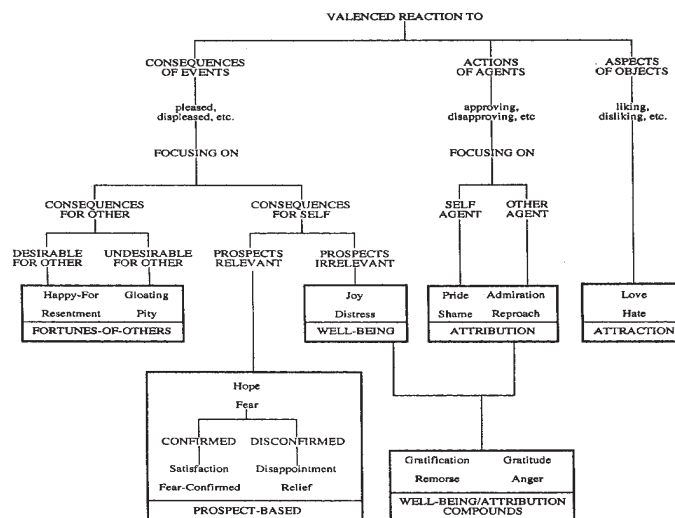 VALENCED REACTION TO
CONSEQUENCES
OF EVENTS
ACTIONS
OF AGENTS
ASPECTS
OF OBJECTS
pleased,
displeased, etc.
approving,
disapproving, etc
liking,
disliking, etc.
FOCUSING ON
FOCUSING ON
CONSEQUENCES
FOR OTHER
CONSEQUENCES
FOR SELF
SELF
AGENT
OTHER
AGENT
DESIRABLE
FOR OTHER
UNDESIRABLE
FOR OTHER
PROSPECTS
RELEVANT
PROSPECTS
IRRELEVANT
Happy-For Gloating
Resentment Pity
FORTUNES-OF-OTHERS
Joy
Distress
WELL-BEING
Pride Admiration
Shame Reproach
ATTRIBUTION
Love
Hate
ATTRACTION
Hope
Fear
CONFIRMED DISCONFIRMED
Satisfaction Disappointment
Fear-Confirmed Relief
PROSPECT-BASED
Gratification Gratitude
Remorse Anger
WELL-BEING/ATTRIBUTION
COMPOUNDS